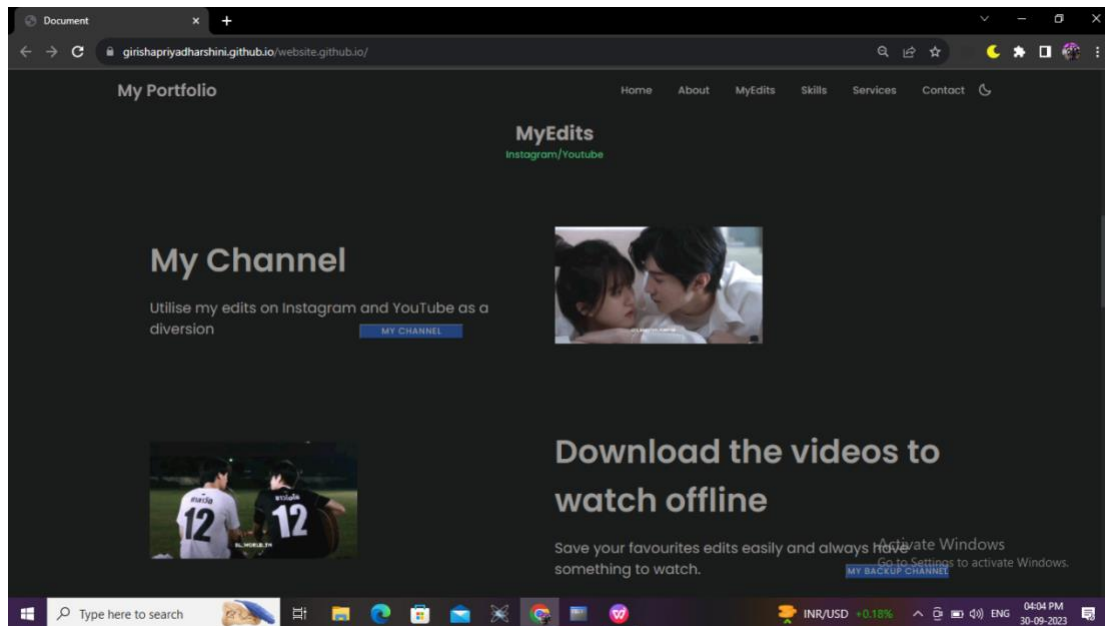 Document
girishapriyadharshini.github.io/website.github.io/
My Portfolio
Home About MyEdits Skills Services Contact
MyEdits
Instagram/Youtube
My Channel
Utilise my edits on Instagram and YouTube as a
diversion
MY CHANNEL
12
12
BL_WORLD_TM
Download the videos to
watch offline
Save your favourites edits easily and always have
something to watch.
MY BACKUP CHANNEL
Activate Windows
Go to Settings to activate Windows.
Type here to search
INR/USD +0.18%
ENG
04:04 PM
30-09-2023